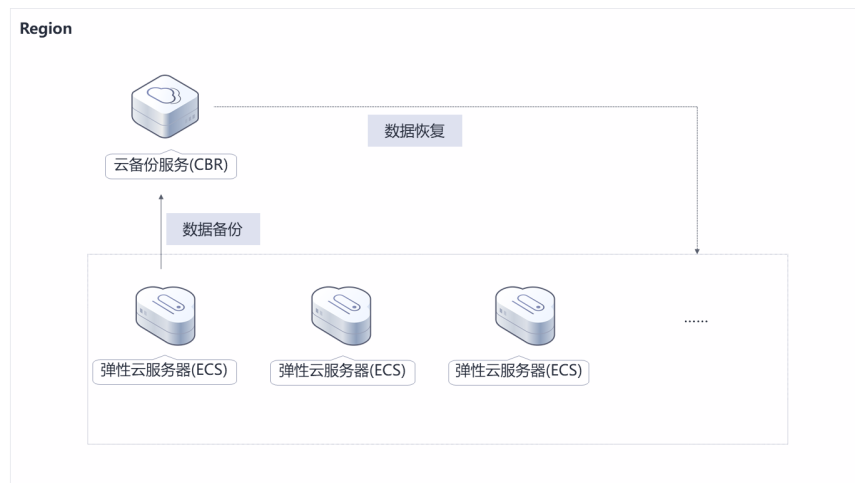 Region
数据恢复
云备份服务(CBR)
数据备份
......
弹性云服务器(ECS)
弹性云服务器(ECS)
弹性云服务器(ECS)